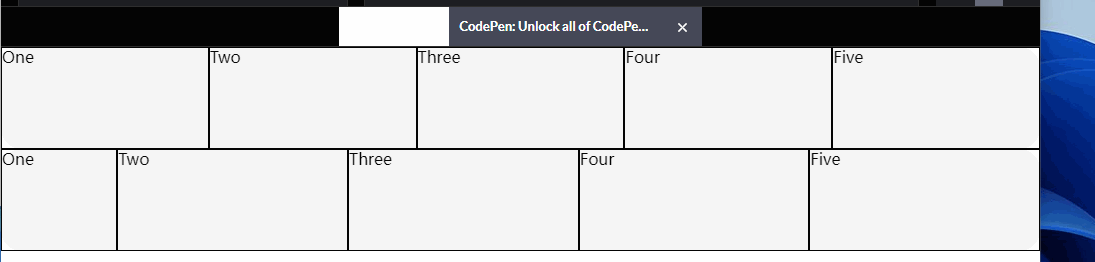 CodePen: Unlock all of CodePe... ×
One Two Three Four Five
One Two Three Four Five